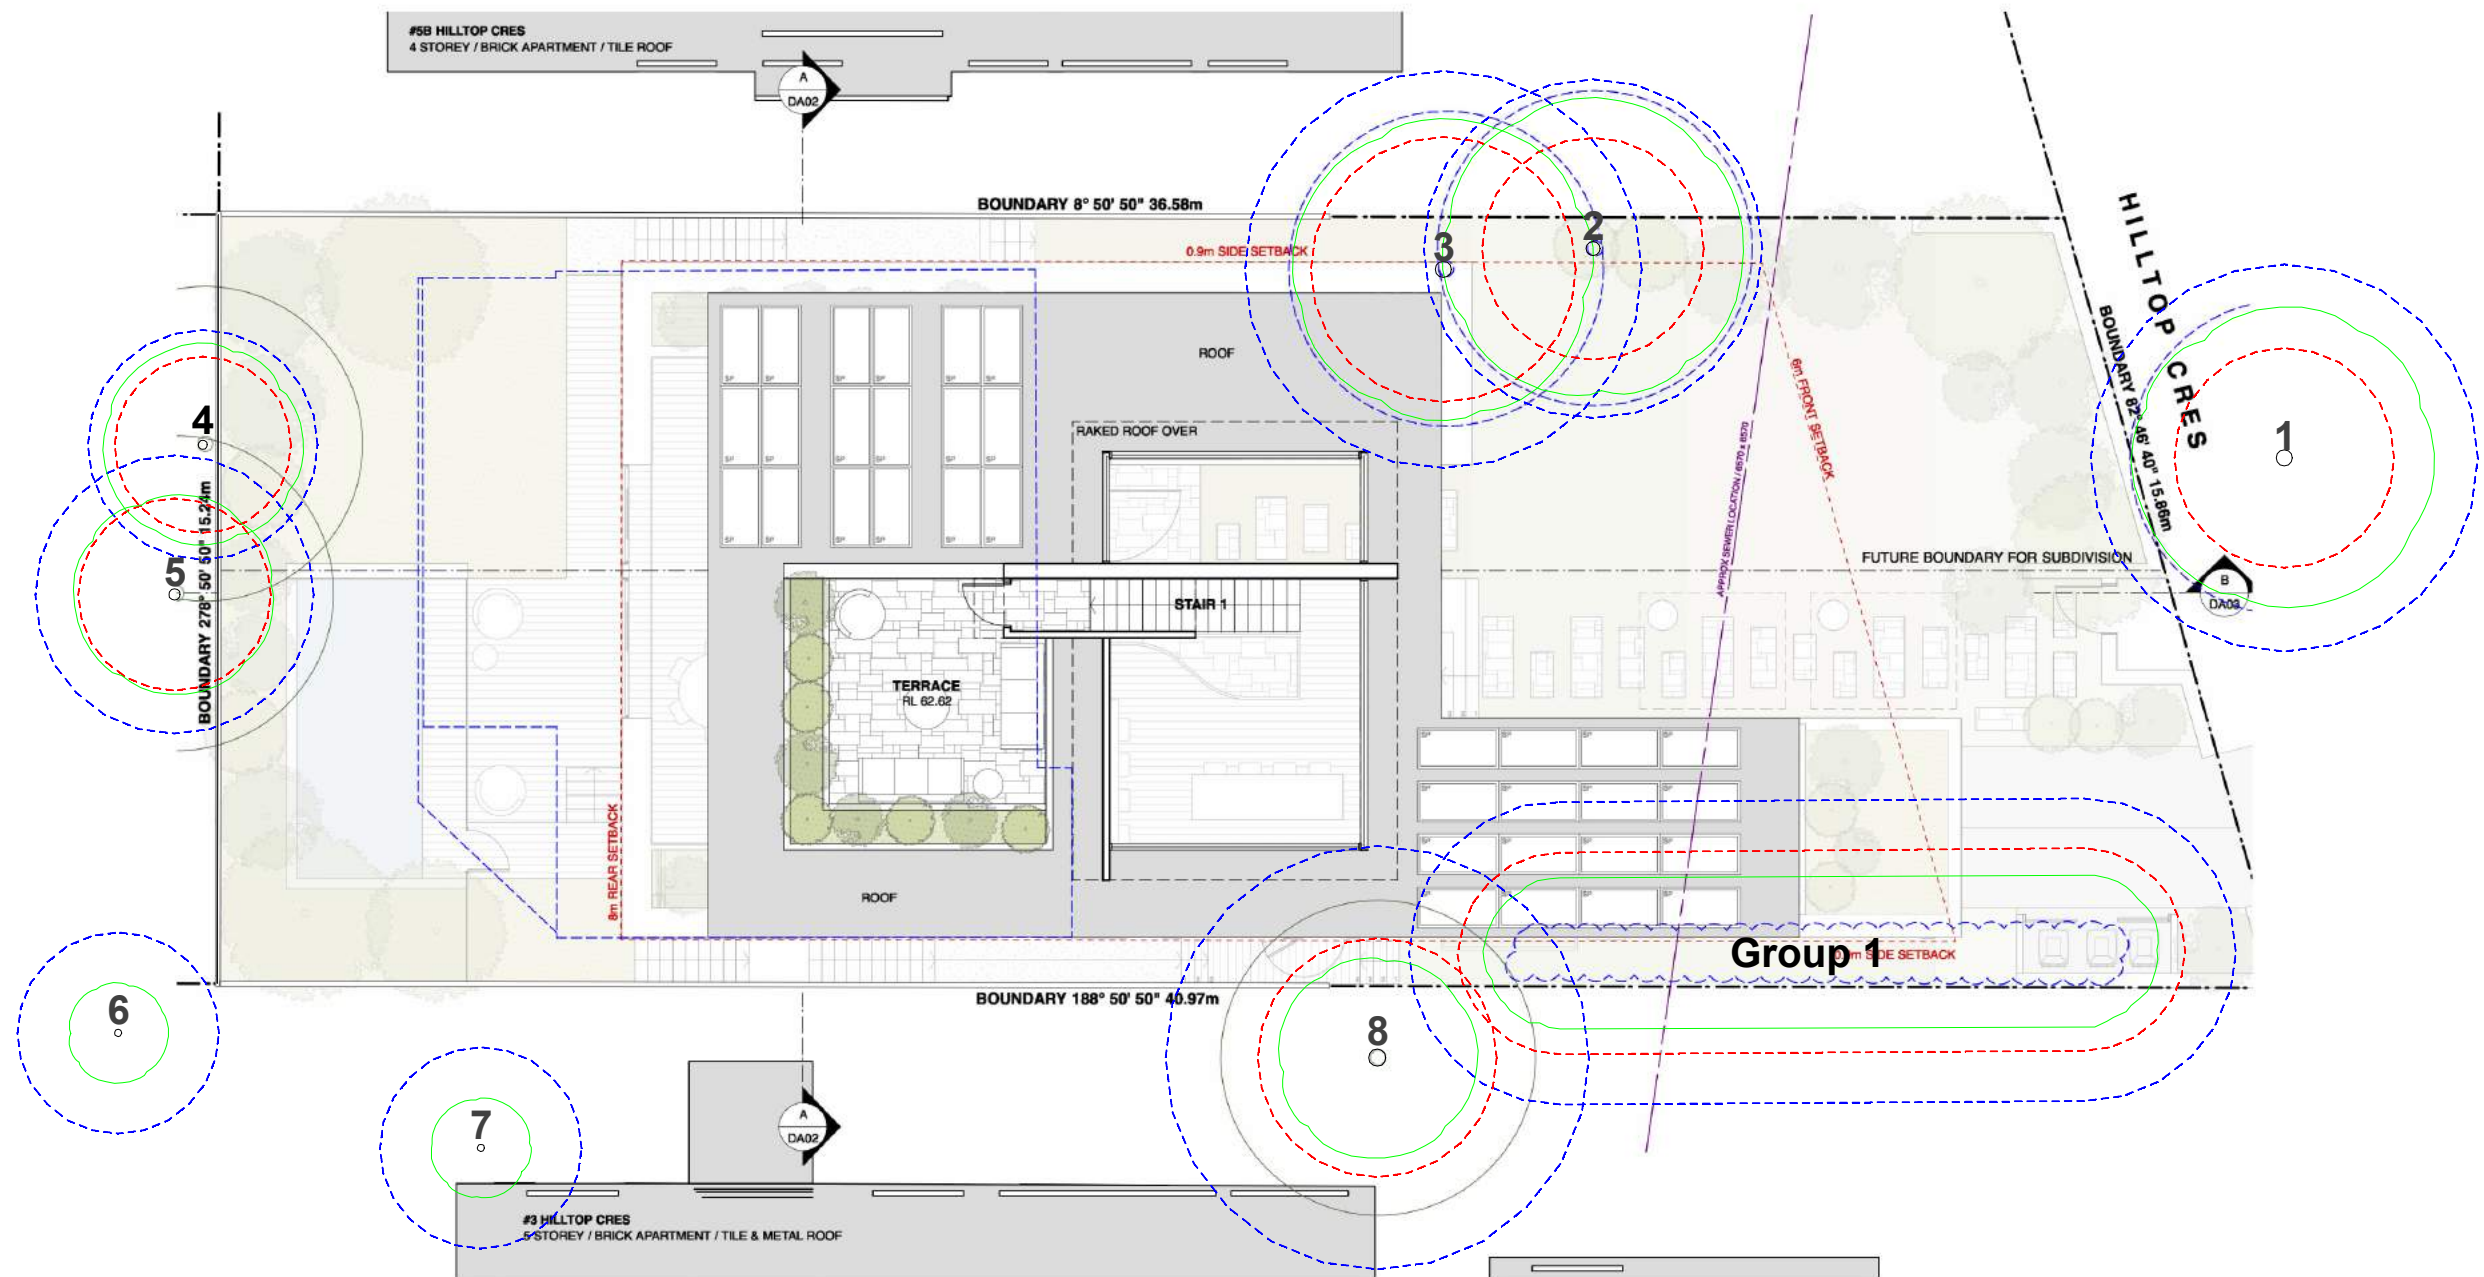 #5B HILLTOP CRES
4 STOREY / BRICK APARTMENT / TILE ROOF
A
DA02
BOUNDARY 8° 50' 50" 36.58m
HILLTOP CRES
0.9m SIDE SETBACK
3
2
ROOF
6m FRONT SETBACK
BOUNDARY 82° 46' 40" 15.86m
1
4
RAKED ROOF OVER
APPROX SEWER LOCATION / 6570 x 6570
BOUNDARY 278° 50' 50" 15.24m
5
FUTURE BOUNDARY FOR SUBDIVISION
B
DA03
STAIR 1
TERRACE
RL 62.62
8m REAR SETBACK
ROOF
Group 1
SIDE SETBACK
BOUNDARY 188° 50' 50" 40.97m
6
8
7
A
DA02
#3 HILLTOP CRES
5 STOREY / BRICK APARTMENT / TILE & METAL ROOF